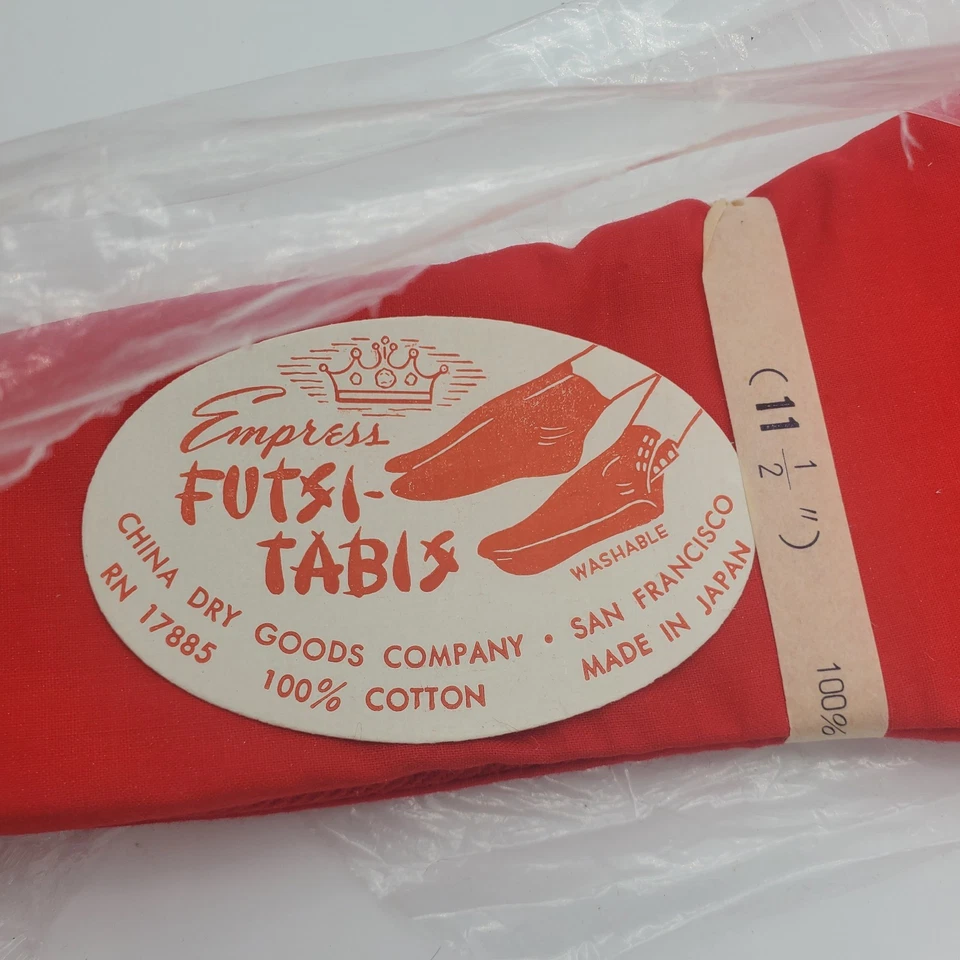 Empress
FUTSI-
TABIS
WASHABLE
CHINA DRY GOODS COMPANY • SAN FRANCISCO
RN 17885
100% COTTON
MADE IN JAPAN
(11 1/2 ")
100%